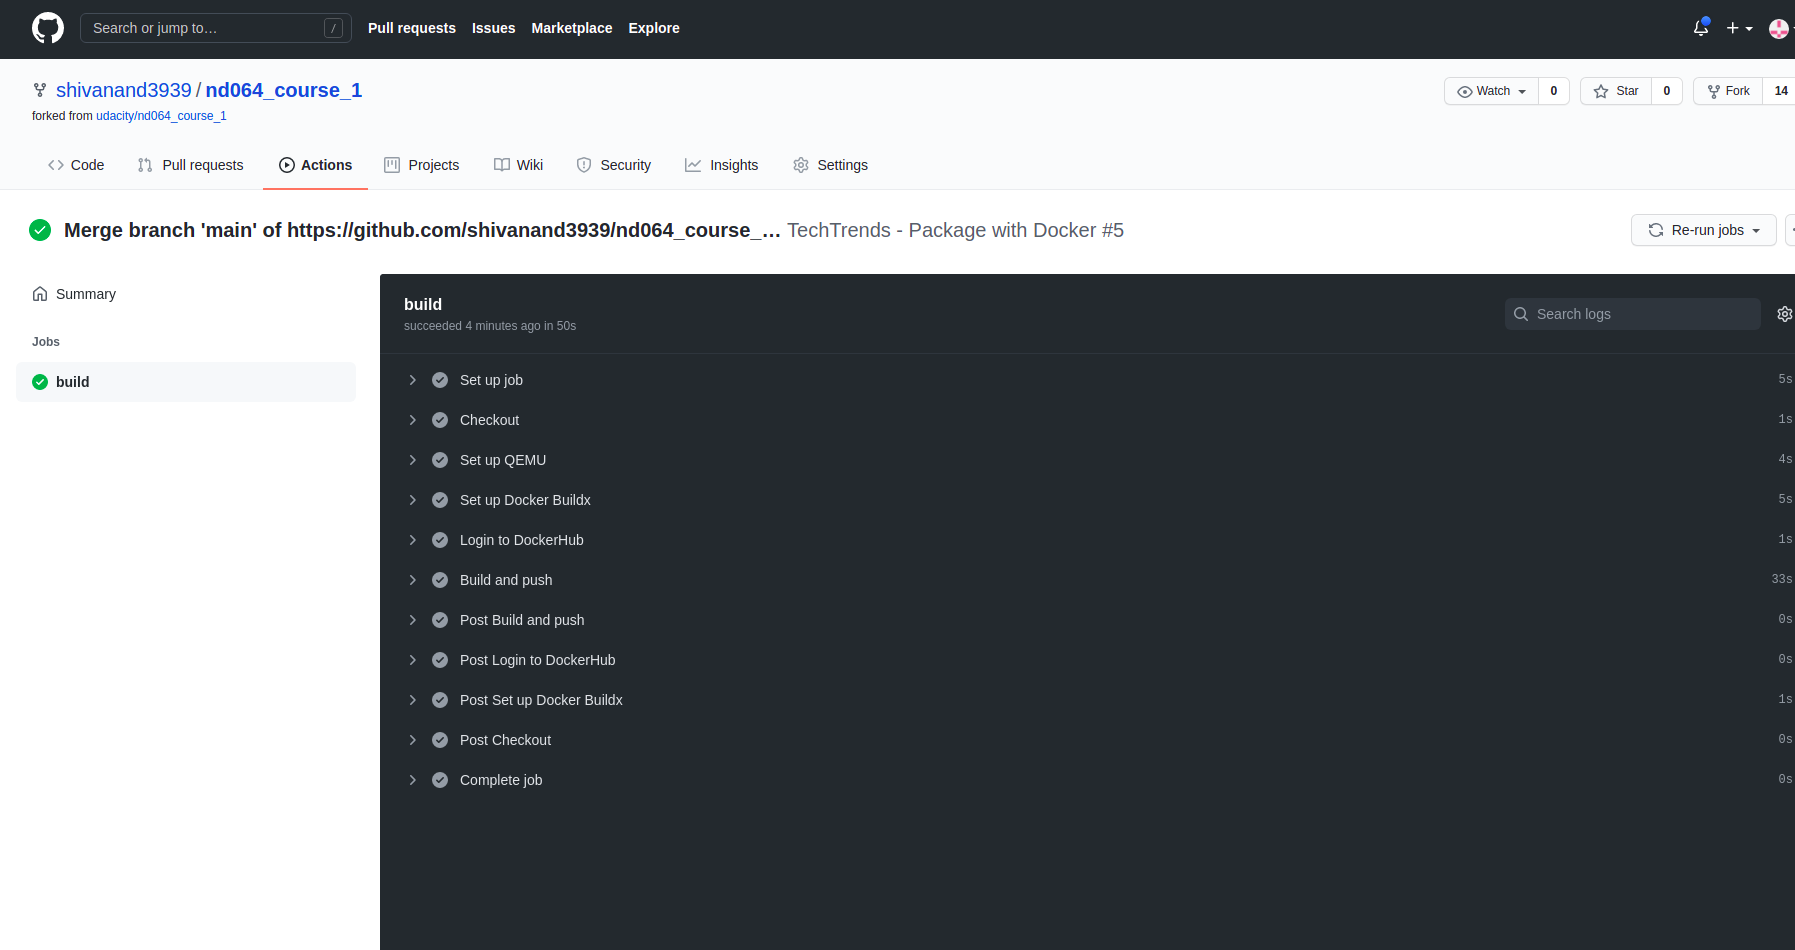 Search or jump to… / Pull requests Issues Marketplace Explore
shivanand3939 / nd064_course_1 Watch 0 Star 0 Fork 14
forked from udacity/nd064_course_1
Code Pull requests Actions Projects Wiki Security Insights Settings
Merge branch 'main' of https://github.com/shivanand3939/nd064_course_… TechTrends - Package with Docker #5 Re-run jobs
Summary
Jobs
build
build
succeeded 4 minutes ago in 50s
Search logs
Set up job 5s
Checkout 1s
Set up QEMU 4s
Set up Docker Buildx 5s
Login to DockerHub 1s
Build and push 33s
Post Build and push 0s
Post Login to DockerHub 0s
Post Set up Docker Buildx 1s
Post Checkout 0s
Complete job 0s